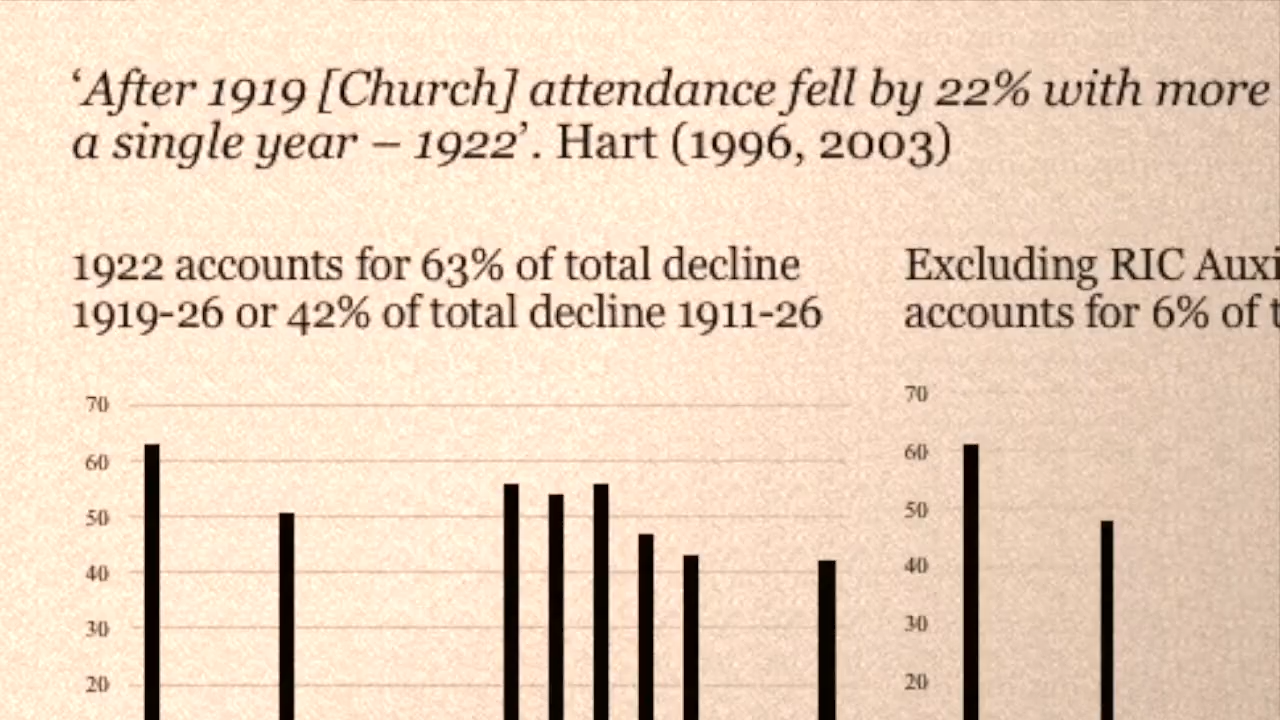 ‘After 1919 [Church] attendance fell by 22% with more
a single year – 1922’. Hart (1996, 2003)
1922 accounts for 63% of total decline
1919-26 or 42% of total decline 1911-26
Excluding RIC
accounts for 6% of
70
60
50
40
30
20
70
60
50
40
30
20